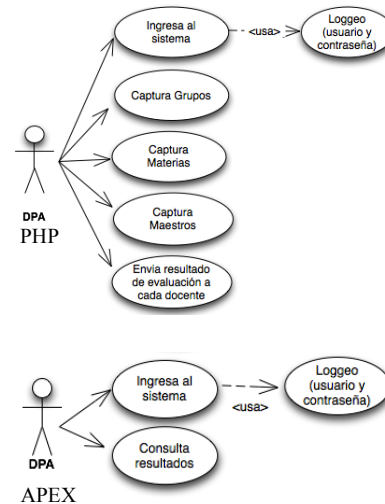 Ingresa al
sistema
<usa>
Loggeo
(usuario y
contraseña)
Captura Grupos
Captura
Materias
DPA
PHP
Captura
Maestros
Envia resultado
de evaluación a
cada docente
Ingresa al
sistema
<usa>
Loggeo
(usuario y
contraseña)
DPA
APEX
Consulta
resultados